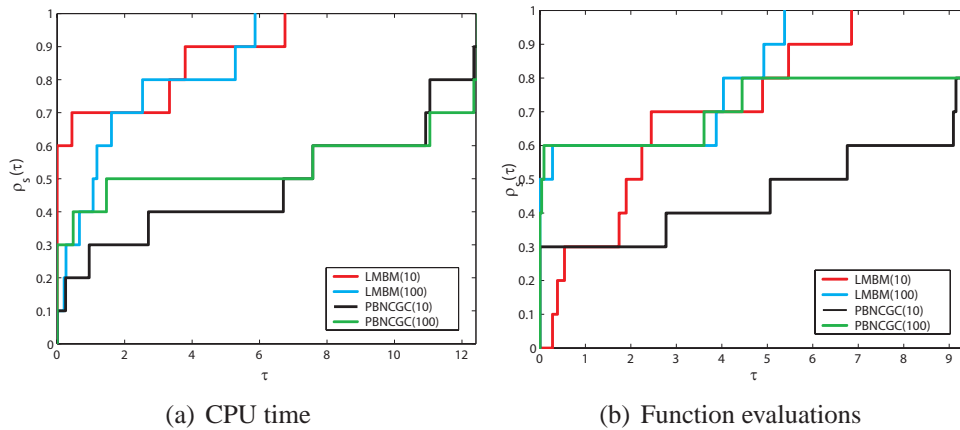 1
0.9
0.8
0.7
0.6
0.5
0.4
0.3
0.2
0.1
0
ρs(τ)
0 2 4 6 8 10 12
τ
LMBM(10)
LMBM(100)
PBNCGC(10)
PBNCGC(100)
(a) CPU time
1
0.9
0.8
0.7
0.6
0.5
0.4
0.3
0.2
0.1
0
ρs(τ)
0 1 2 3 4 5 6 7 8 9
τ
LMBM(10)
LMBM(100)
PBNCGC(10)
PBNCGC(100)
(b) Function evaluations